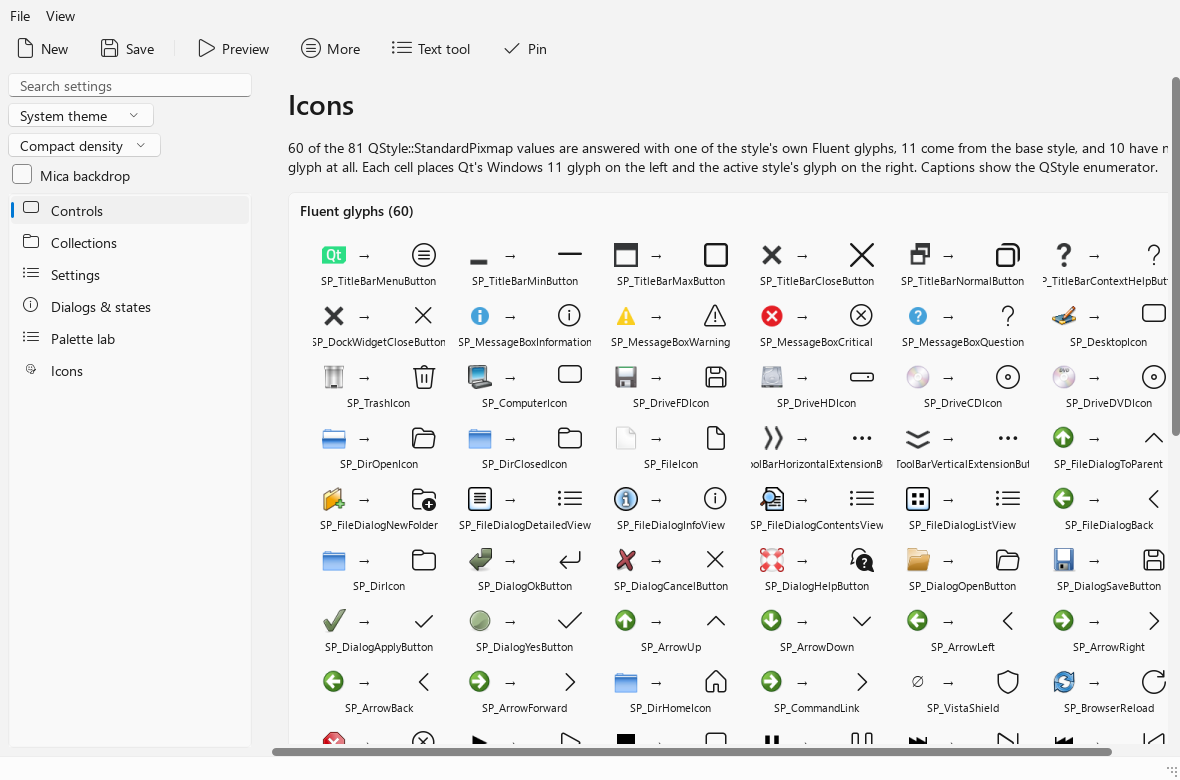 File View
New Save Preview More Text tool Pin
Search settings
System theme
Compact density
Mica backdrop
Controls
Collections
Settings
Dialogs & states
Palette lab
Icons
Icons
60 of the 81 QStyle::StandardPixmap values are answered with one of the style's own Fluent glyphs, 11 come from the base style, and 10 have n
glyph at all. Each cell places Qt's Windows 11 glyph on the left and the active style's glyph on the right. Captions show the QStyle enumerator.
Fluent glyphs (60)
Qt → → → → → ? → ?
SP_TitleBarMenuButton SP_TitleBarMinButton SP_TitleBarMaxButton SP_TitleBarCloseButton SP_TitleBarNormalButton P_TitleBarContextHelpButt
→ → → → ? → ? →
SP_DockWidgetCloseButton SP_MessageBoxInformation SP_MessageBoxWarning SP_MessageBoxCritical SP_MessageBoxQuestion SP_DesktopIcon
→ → → → → DVD →
SP_TrashIcon SP_ComputerIcon SP_DriveFDIcon SP_DriveHDIcon SP_DriveCDIcon SP_DriveDVDIcon
→ → → → → →
SP_DirOpenIcon SP_DirClosedIcon SP_FileIcon oolBarHorizontalExtensionB ToolBarVerticalExtensionBut SP_FileDialogToParent
→ → → → → →
SP_FileDialogNewFolder SP_FileDialogDetailedView SP_FileDialogInfoView SP_FileDialogContentsView SP_FileDialogListView SP_FileDialogBack
→ → → → → →
SP_DirIcon SP_DialogOkButton SP_DialogCancelButton SP_DialogHelpButton SP_DialogOpenButton SP_DialogSaveButton
→ → → → → →
SP_DialogApplyButton SP_DialogYesButton SP_ArrowUp SP_ArrowDown SP_ArrowLeft SP_ArrowRight
→ → → → ∅ → →
SP_ArrowBack SP_ArrowForward SP_DirHomeIcon SP_CommandLink SP_VistaShield SP_BrowserReload